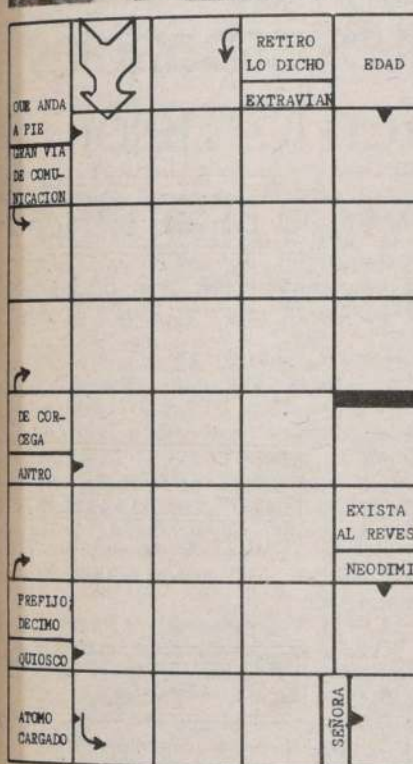 RETIRO
LO DICHO
EXTRAVIAN
EDAD
QUE ANDA
A PIE
GRAN VIA
DE COMU-
NICACION
DE COR-
CEGA
ANTRO
EXISTA
AL REVES
NEODIMI
PREFIJO;
DECIMO
QUIOSCO
ATOMO
CARGADO
SEÑORA